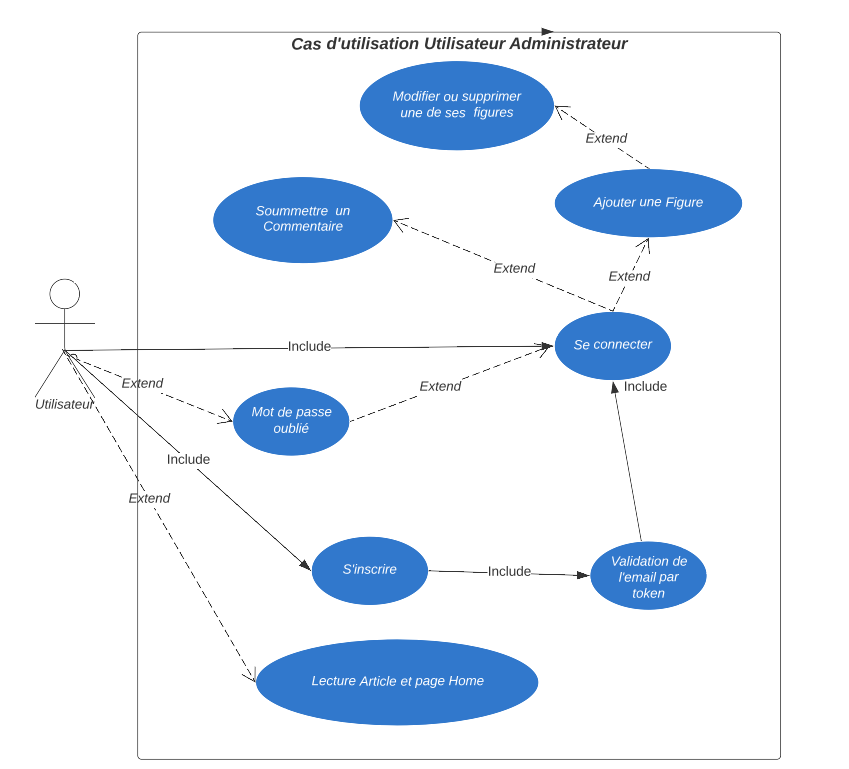 Cas d'utilisation Utilisateur Administrateur
Modifier ou supprimer
une de ses figures
Extend
Ajouter une Figure
Soummettre un
Commentaire
Extend
Extend
Include
Se connecter
Extend
Extend
Include
Utilisateur
Mot de passe
oublié
Include
Extend
S'inscrire
Include
Validation de
l'email par
token
Lecture Article et page Home